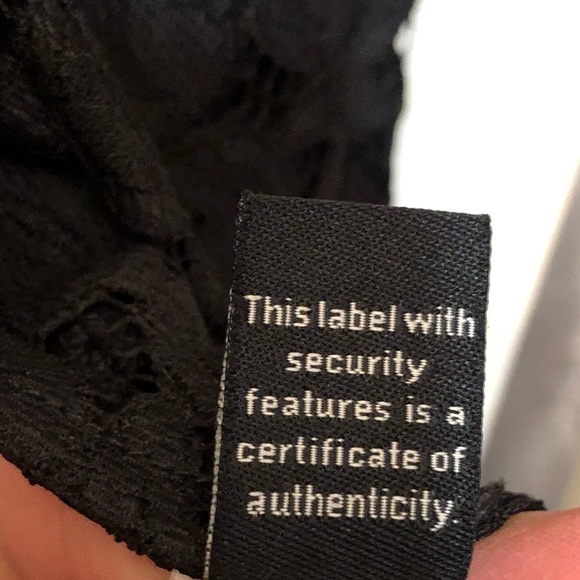 This label with
security
features is a
certificate of
authenticity.